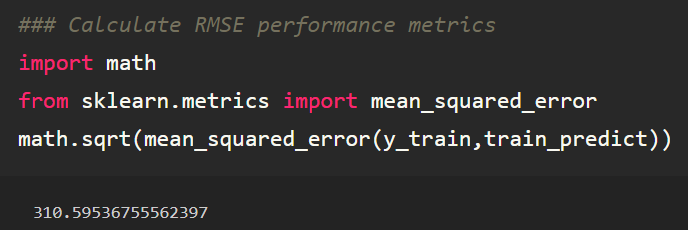 ### Calculate RMSE performance metrics
import math
from sklearn.metrics import mean_squared_error
math.sqrt(mean_squared_error(y_train,train_predict))
310.59536755562397